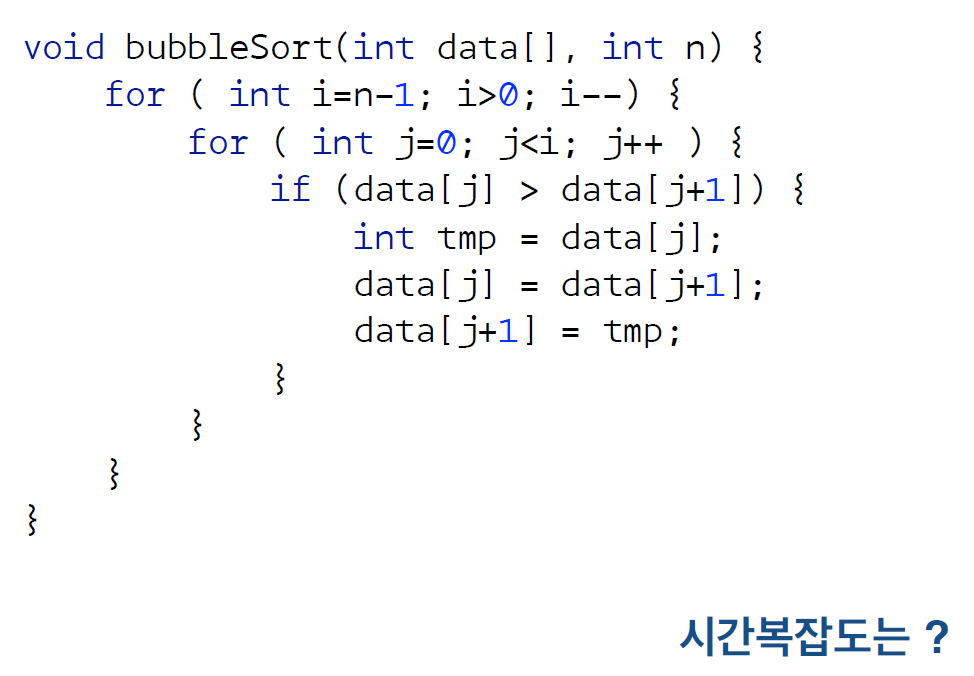 void bubbleSort(int data[], int n) {
for ( int i=n-1; i>0; i--) {
for ( int j=0; j<i; j++ ) {
if (data[j] > data[j+1]) {
int tmp = data[j];
data[j] = data[j+1];
data[j+1] = tmp;
}
}
}
}
시간복잡도는 ?